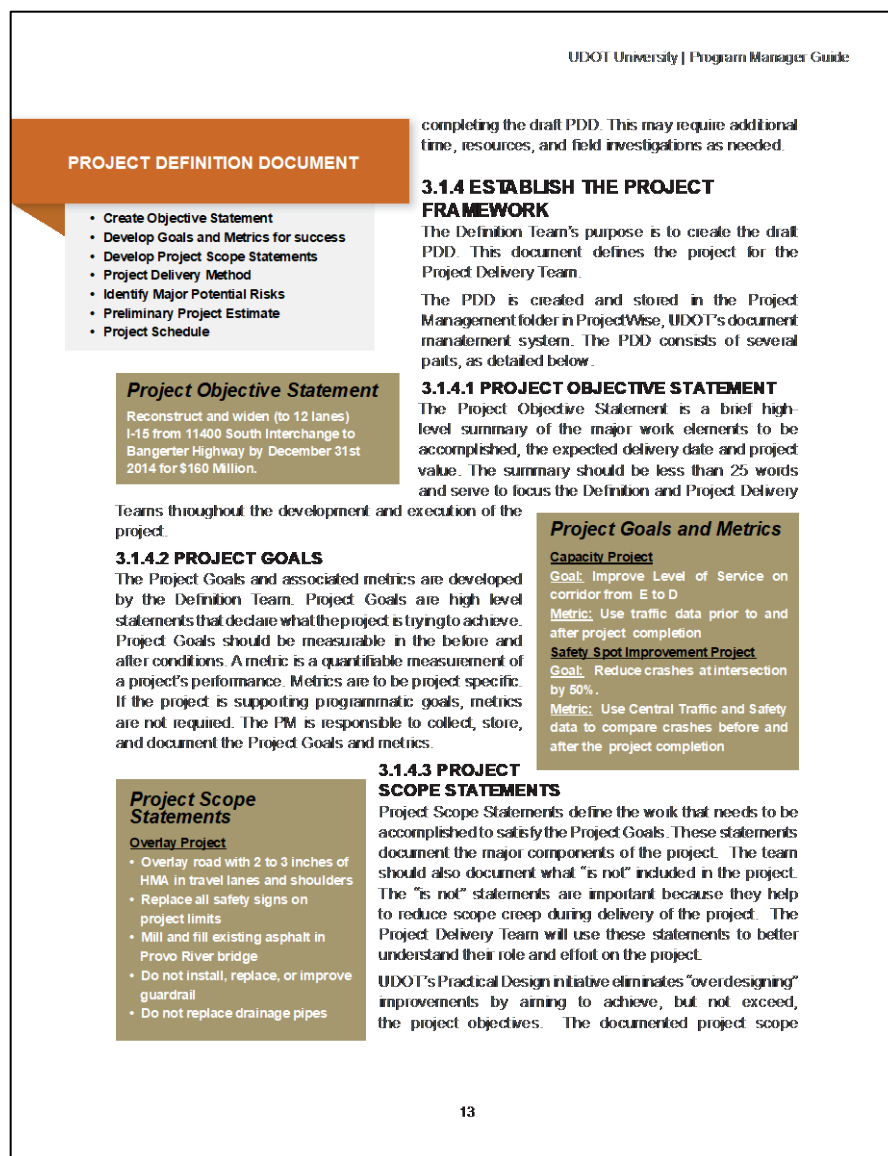 UDOT University | Program Manager Guide
PROJECT DEFINITION DOCUMENT
• Create Objective Statement
• Develop Goals and Metrics for success
• Develop Project Scope Statements
• Project Delivery Method
• Identify Major Potential Risks
• Preliminary Project Estimate
• Project Schedule
completing the draft PDD. This may require additional
time, resources, and field investigations as needed.
3.1.4 ESTABLISH THE PROJECT
FRAMEWORK
The Definition Team's purpose is to create the draft
PDD. This document defines the project for the
Project Delivery Team.
The PDD is created and stored in the Project
Management folder in ProjectWise, UDOT's document
manatement system. The PDD consists of several
parts, as detailed below.
Project Objective Statement
Reconstruct and widen (to 12 lanes)
I-15 from 11400 South Interchange to
Bangerter Highway by December 31st
2014 for $160 Million.
3.1.4.1 PROJECT OBJECTIVE STATEMENT
The Project Objective Statement is a brief high-
level summary of the major work elements to be
accomplished, the expected delivery date and project
value. The summary should be less than 25 words
and serve to focus the Definition and Project Delivery
Teams throughout the development and execution of the
project.
3.1.4.2 PROJECT GOALS
The Project Goals and associated metrics are developed
by the Definition Team. Project Goals are high level
statements that declare what the project is trying to achieve.
Project Goals should be measurable in the before and
after conditions. A metric is a quantifiable measurement of
a project's performance. Metrics are to be project specific.
If the project is supporting programmatic goals, metrics
are not required. The PM is responsible to collect, store,
and document the Project Goals and metrics.
Project Goals and Metrics
Capacity Project
Goal: Improve Level of Service on
corridor from E to D
Metric: Use traffic data prior to and
after project completion
Safety Spot Improvement Project
Goal: Reduce crashes at intersection
by 50%.
Metric: Use Central Traffic and Safety
data to compare crashes before and
after the project completion
3.1.4.3 PROJECT
SCOPE STATEMENTS
Project Scope Statements define the work that needs to be
accomplished to satisfy the Project Goals. These statements
document the major components of the project. The team
should also document what "is not" included in the project.
The "is not" statements are important because they help
to reduce scope creep during delivery of the project. The
Project Delivery Team will use these statements to better
understand their role and effort on the project.
UDOT's Practical Design initiative eliminates "overdesigning"
improvements by aiming to achieve, but not exceed,
the project objectives. The documented project scope
Project Scope
Statements
Overlay Project
• Overlay road with 2 to 3 inches of
HMA in travel lanes and shoulders
• Replace all safety signs on
project limits
• Mill and fill existing asphalt in
Provo River bridge
• Do not install, replace, or improve
guardrail
• Do not replace drainage pipes
13